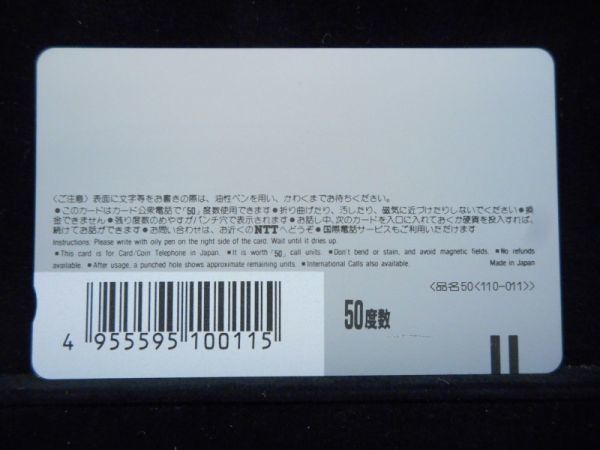 〈ご注意〉表面に文字等をお書きの際は、油性ペンを用い、かわくまでお待ちください。
●このカードはカード公衆電話で「50」度数使用できます●折り曲げたり、汚したり、磁気に近づけたりしないでください●換
金できません●残り度数のめやすがパンチ穴で表示されます●お話し中、次のカードを入口に入れておくか硬貨を投入すれば、
続けてお話ができます●お問い合わせは、お近くのNTTへどうぞ●国際電話サービスもご利用いただけます
Instructions: Please write with oily pen on the right side of the card. Wait until it dries up.
■This card is for Card/Coin Telephone in Japan. ■It is worth「50」call units. ■Don't bend or stain, and avoid magnetic fields. ■No refunds
available. ■After usage, a punched hole shows approximate remaining units. ■International Calls also available. Made in Japan
〈品名50〈110-011〉〉
50度数
4 955595 100115